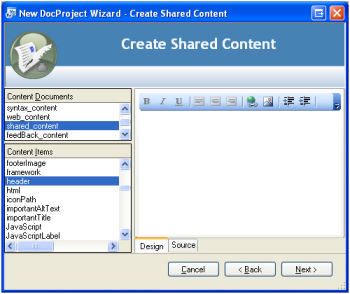 New DocProject Wizard - Create Shared Content
Create Shared Content
Content Documents
syntax_content
web_content
shared_content
feedBack_content
Content Items
footerImage
framework
header
html
iconPath
importantAltText
importantTitle
JavaScript
JavaScriptLabel
B I U
Design Source
Cancel < Back Next >